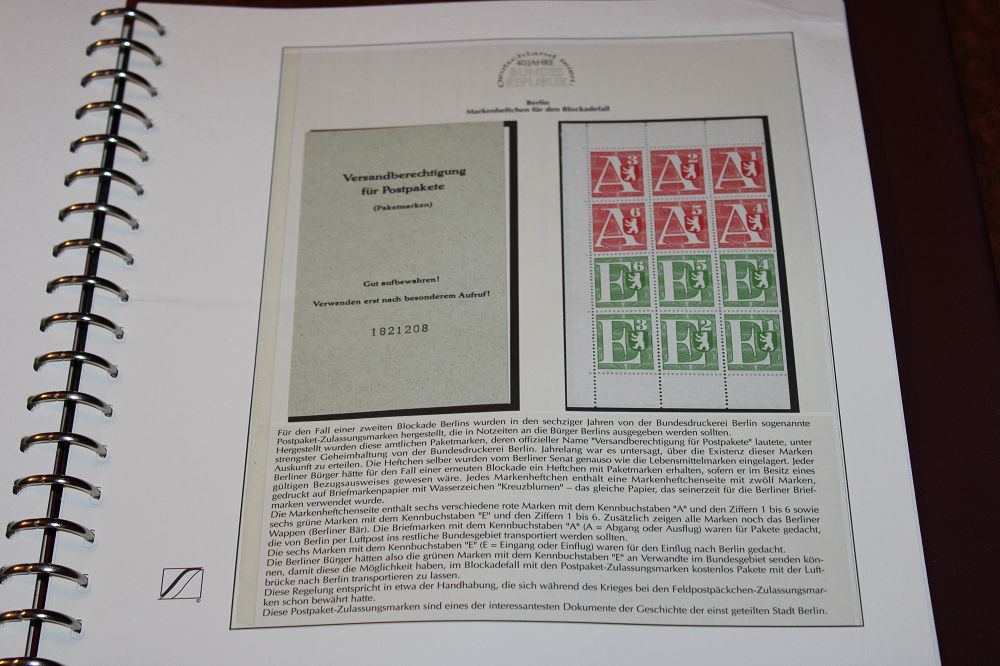 Deutschland feiert
40 JAHRE
BUNDES
REPUBLIK
Berlin
Markenheftchen für den Blockadefall
Versandberechtigung
für Postpakete
(Paketmarken)
Gut aufbewahren!
Verwenden erst nach besonderem Aufruf!
1821208
A3 A2 A1
A6 A5 A4
E6 E5 E4
E3 E2 E1
Für den Fall einer zweiten Blockade Berlins wurden in den sechziger Jahren von der Bundesdruckerei Berlin sogenannte
Postpaket-Zulassungsmarken hergestellt, die in Notzeiten an die Bürger Berlins ausgegeben werden sollten.
Hergestellt wurden diese amtlichen Paketmarken, deren offizieller Name "Versandberechtigung für Postpakete" lautete, unter
strengster Geheimhaltung von der Bundesdruckerei Berlin. Jahrelang war es untersagt, über die Existenz dieser Marken
Auskunft zu erteilen. Die Heftchen selber wurden vom Berliner Senat genauso wie die Lebensmittelmarken eingelagert. Jeder
Berliner Bürger hätte für den Fall einer erneuten Blockade ein Heftchen mit Paketmarken erhalten, sofern er im Besitz eines
gültigen Bezugsausweises gewesen wäre. Jedes Markenheftchen enthält eine Markenheftchenseite mit zwölf Marken,
gedruckt auf Briefmarkenpapier mit Wasserzeichen "Kreuzblumen" – das gleiche Papier, das seinerzeit für die Berliner Brief-
marken verwendet wurde.
Die Markenheftchenseite enthält sechs verschiedene rote Marken mit dem Kennbuchstaben "A" und den Ziffern 1 bis 6 sowie
sechs grüne Marken mit dem Kennbuchstaben "E" und den Ziffern 1 bis 6. Zusätzlich zeigen alle Marken noch das Berliner
Wappen (Berliner Bär). Die Briefmarken mit dem Kennbuchstaben "A" (A = Abgang oder Ausflug) waren für Pakete gedacht,
die von Berlin per Luftpost ins restliche Bundesgebiet transportiert werden sollten.
Die sechs Marken mit dem Kennbuchstaben "E" (E = Eingang oder Einflug) waren für den Einflug nach Berlin gedacht.
Die Berliner Bürger hätten also die grünen Marken mit dem Kennbuchstaben "E" an Verwandte im Bundesgebiet senden kön-
nen, damit diese die Möglichkeit haben, im Blockadefall mit den Postpaket-Zulassungsmarken kostenlos Pakete mit der Luft-
brücke nach Berlin transportieren zu lassen.
Diese Regelung entspricht in etwa der Handhabung, die sich während des Krieges bei den Feldpostpäckchen-Zulassungsmar-
ken schon bewährt hatte.
Diese Postpaket-Zulassungsmarken sind eines der interessantesten Dokumente der Geschichte der einst geteilten Stadt Berlin.